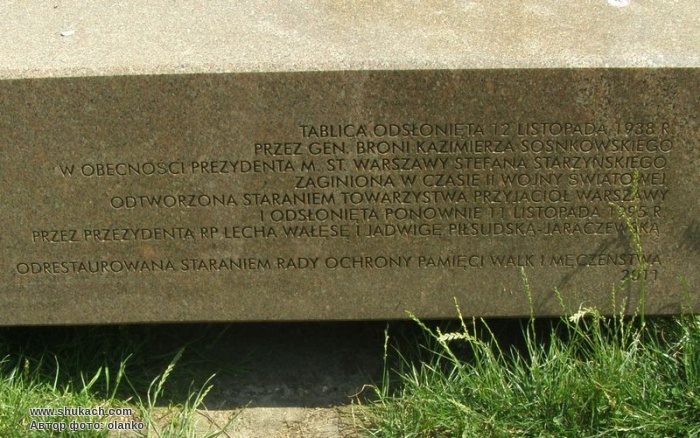 TABLICA ODSŁONIĘTA 12 LISTOPADA 1938 R.
PRZEZ GEN. BRONI KAZIMIERZA SOSNKOWSKIEGO
W OBECNOŚCI PREZYDENTA M. ST. WARSZAWY STEFANA STARZYŃSKIEGO
ZAGINIONA W CZASIE II WOJNY ŚWIATOWEJ
ODTWORZONA STARANIEM TOWARZYSTWA PRZYJACIÓŁ WARSZAWY
I ODSŁONIĘTA PONOWNIE 11 LISTOPADA 1995 R.
PRZEZ PREZYDENTA RP LECHA WAŁĘSĘ I JADWIGĘ PIŁSUDSKĄ-JARACZEWSKĄ
ODRESTAUROWANA STARANIEM RADY OCHRONY PAMIĘCI WALK I MĘCZEŃSTWA
2011
www.shukach.com
Автор фото: olanko